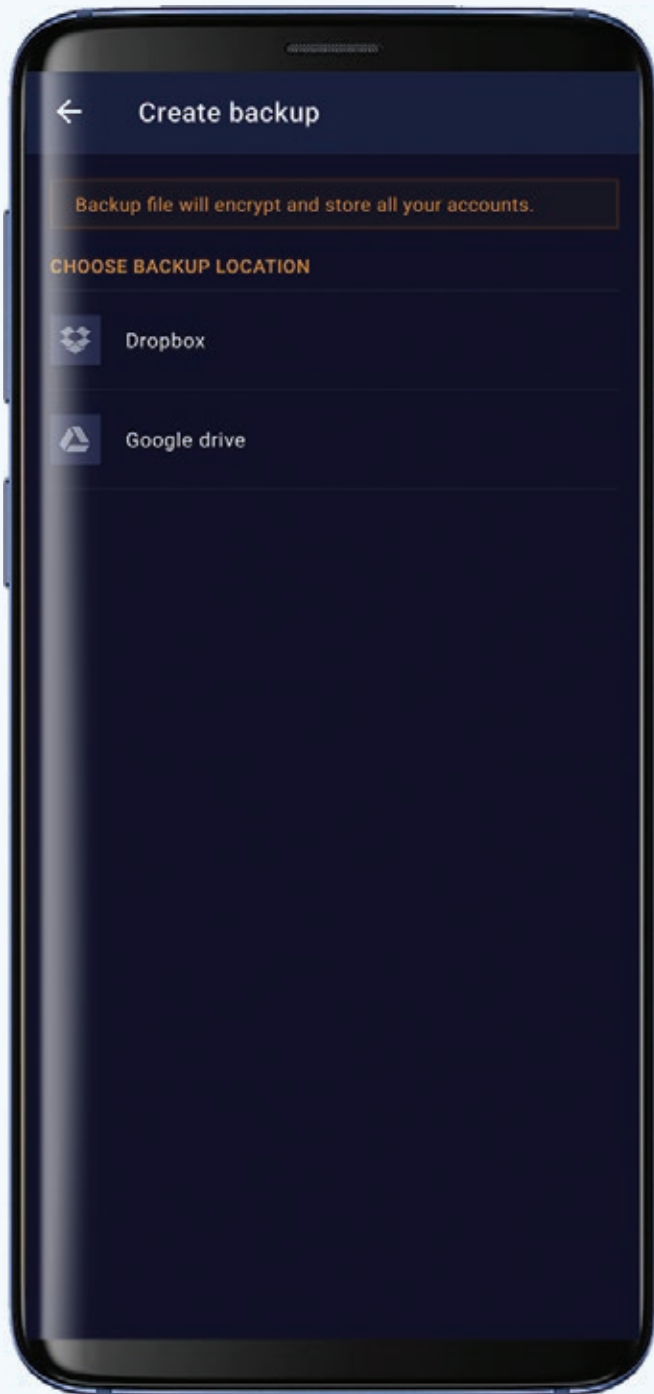 Create backup
Backup file will encrypt and store all your accounts.
CHOOSE BACKUP LOCATION
Dropbox
Google drive